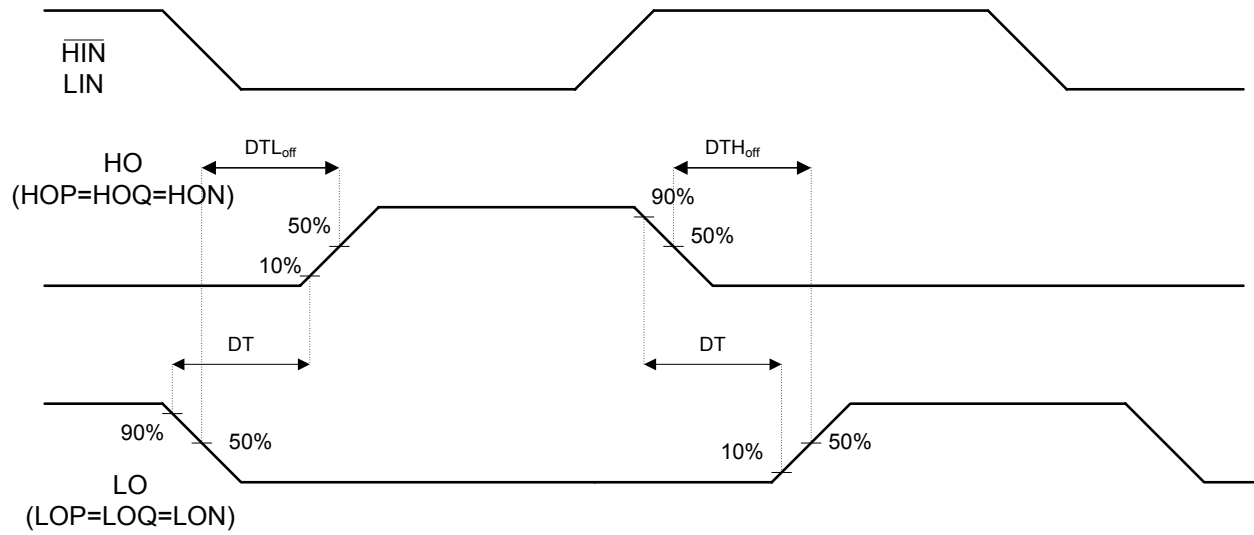 H̅I̅N̅
LIN
DTLoff
DTHoff
HO
(HOP=HOQ=HON)
90%
50%
50%
10%
DT
DT
90%
50%
10%
50%
LO
(LOP=LOQ=LON)